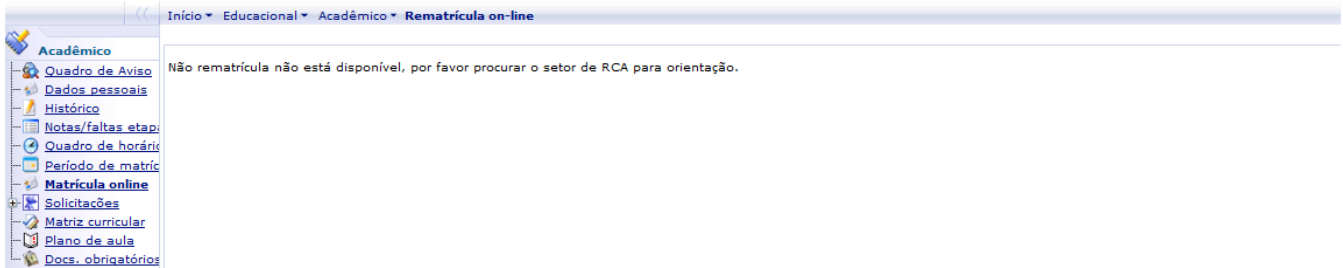 Início Educacional Acadêmico Rematrícula on-line
Acadêmico
Quadro de Aviso
Não rematrícula não está disponível, por favor procurar o setor de RCA para orientação.
Dados pessoais
Histórico
Notas/faltas etap
Quadro de horári
Período de matríc
Matrícula online
Solicitações
Matriz curricular
Plano de aula
Docs. obrigatórios